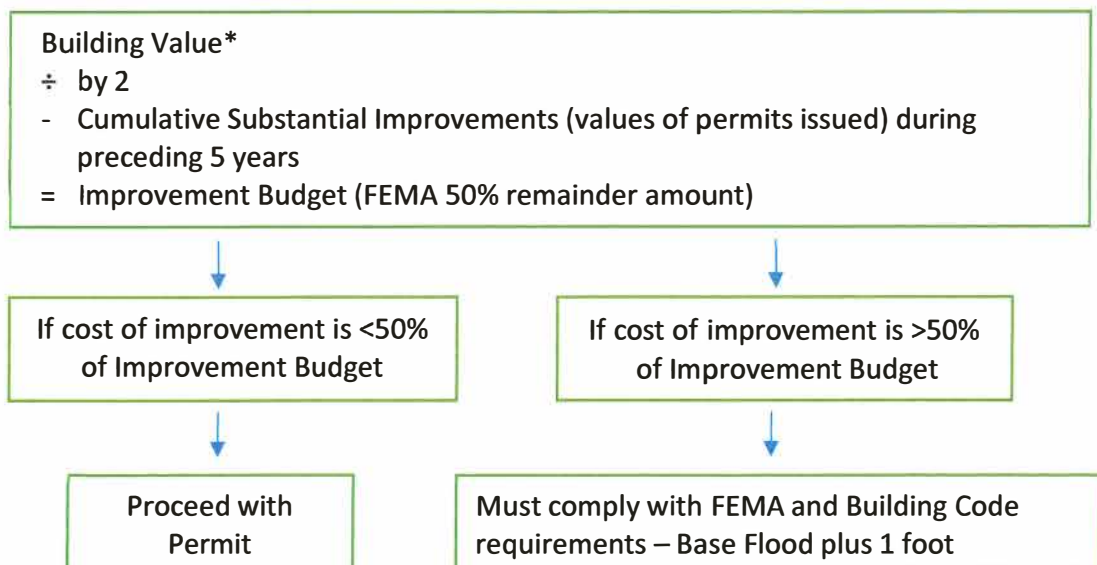 Building Value*
÷ by 2
- Cumulative Substantial Improvements (values of permits issued) during
preceding 5 years
= Improvement Budget (FEMA 50% remainder amount)
If cost of improvement is <50%
of Improvement Budget
If cost of improvement is >50%
of Improvement Budget
Proceed with
Permit
Must comply with FEMA and Building Code
requirements – Base Flood plus 1 foot